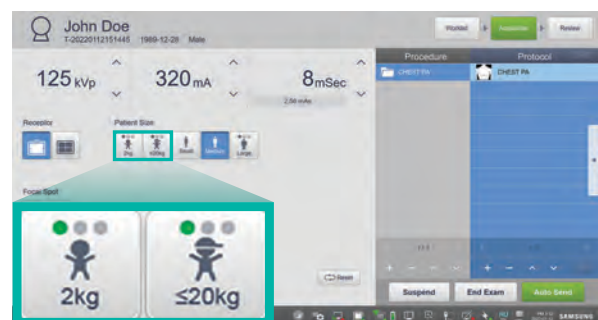 John Doe
T-20220112151445 1989-12-28 Male
Worklist
Review
125 kVp
320 mA
8 mSec
2.56 mAs
Procedure
Protocol
CHEST PA
CHEST PA
Receptor
Patient Size
2kg
≤20kg
Small
Medium
Large
Focus Spot
2kg
≤20kg
Reset
Suspend
End Exam
Auto Send
SAMSUNG